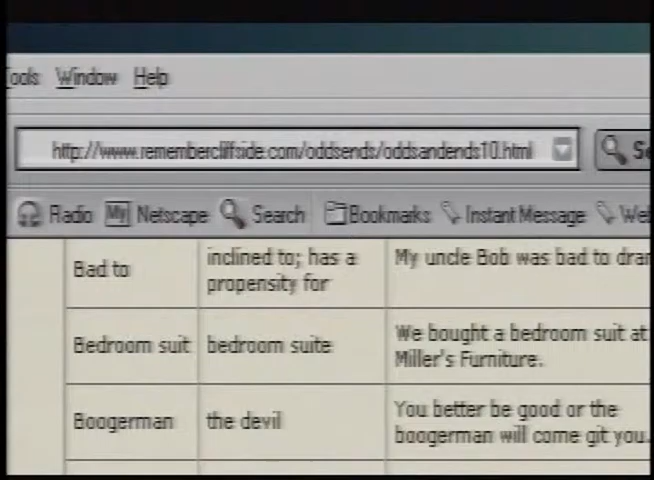 Tools Window Help
http://www.remembercliffside.com/oddsends/oddsandends10.html
Radio My Netscape Search Bookmarks Instant Message
Bad to
inclined to; has a
propensity for
My uncle Bob was bad to
Bedroom suit
bedroom suite
We bought a bedroom suit at
Miller's Furniture.
Boogerman
the devil
You better be good or the
boogerman will come git you.